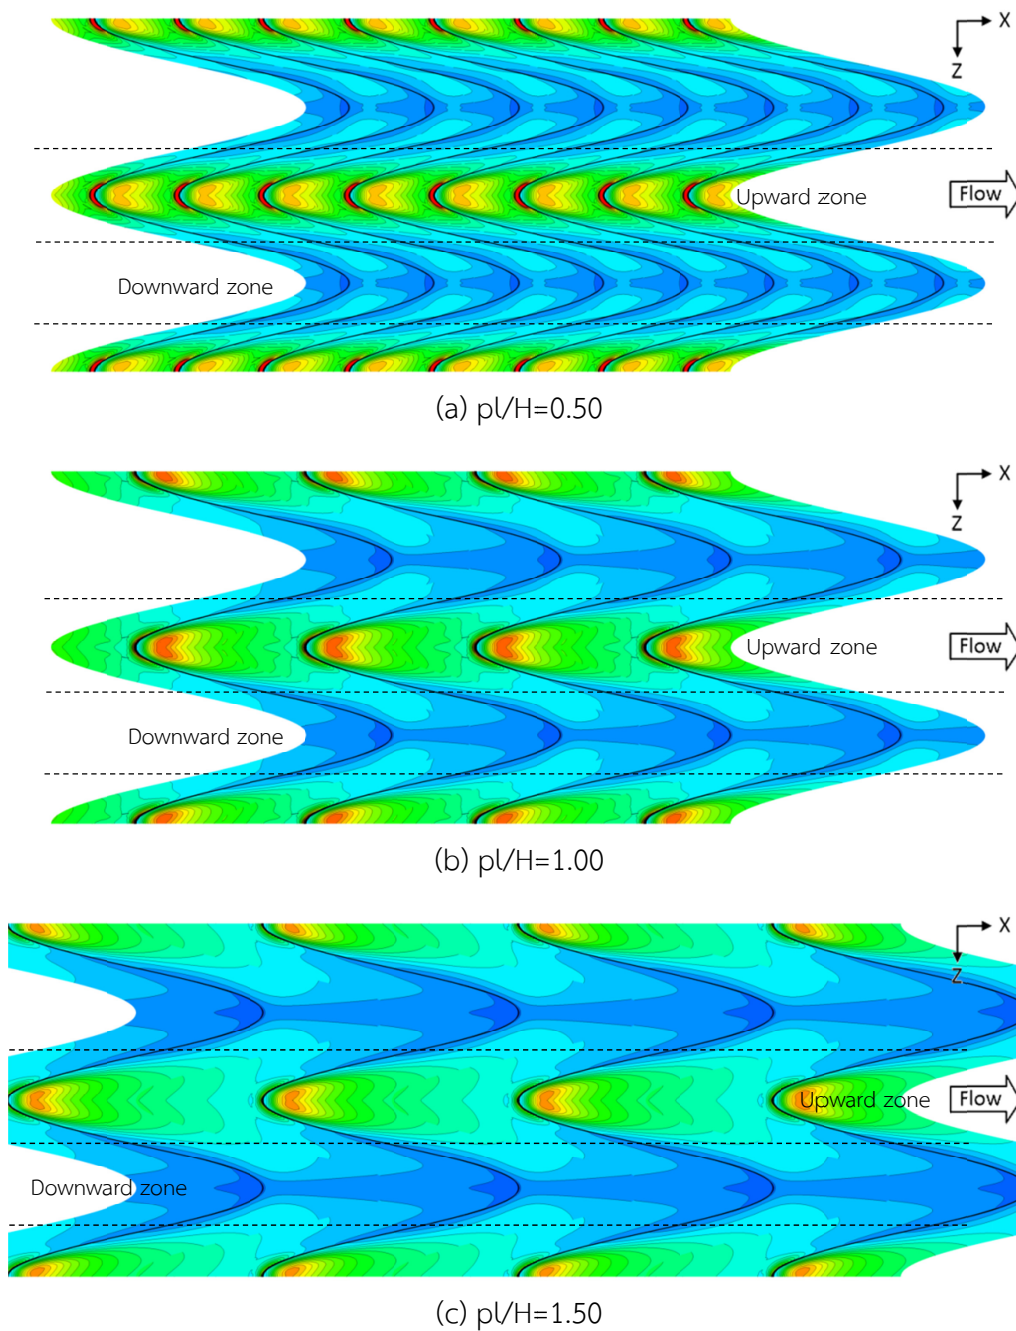 X
Z
Upward zone
Flow
Downward zone
(a) pl/H=0.50
X
Z
Upward zone
Flow
Downward zone
(b) pl/H=1.00
X
Z
Upward zone
Flow
Downward zone
(c) pl/H=1.50